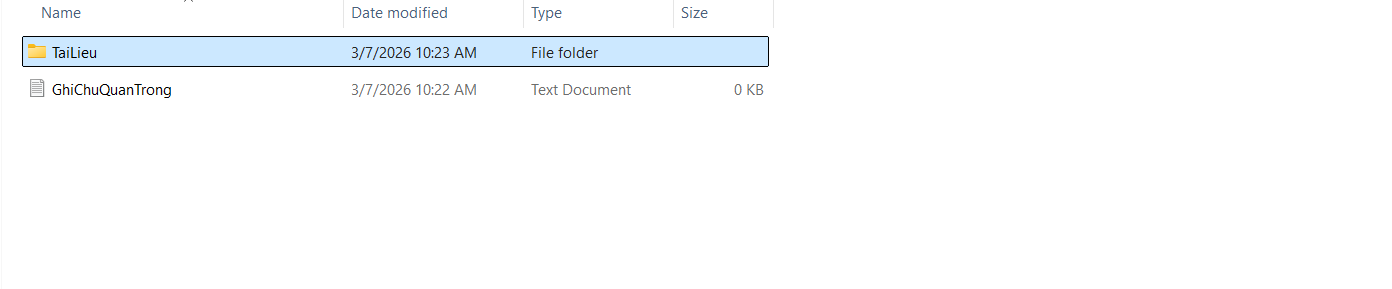 Name Date modified Type Size
TaiLieu 3/7/2026 10:23 AM File folder
GhiChuQuanTrong 3/7/2026 10:22 AM Text Document 0 KB